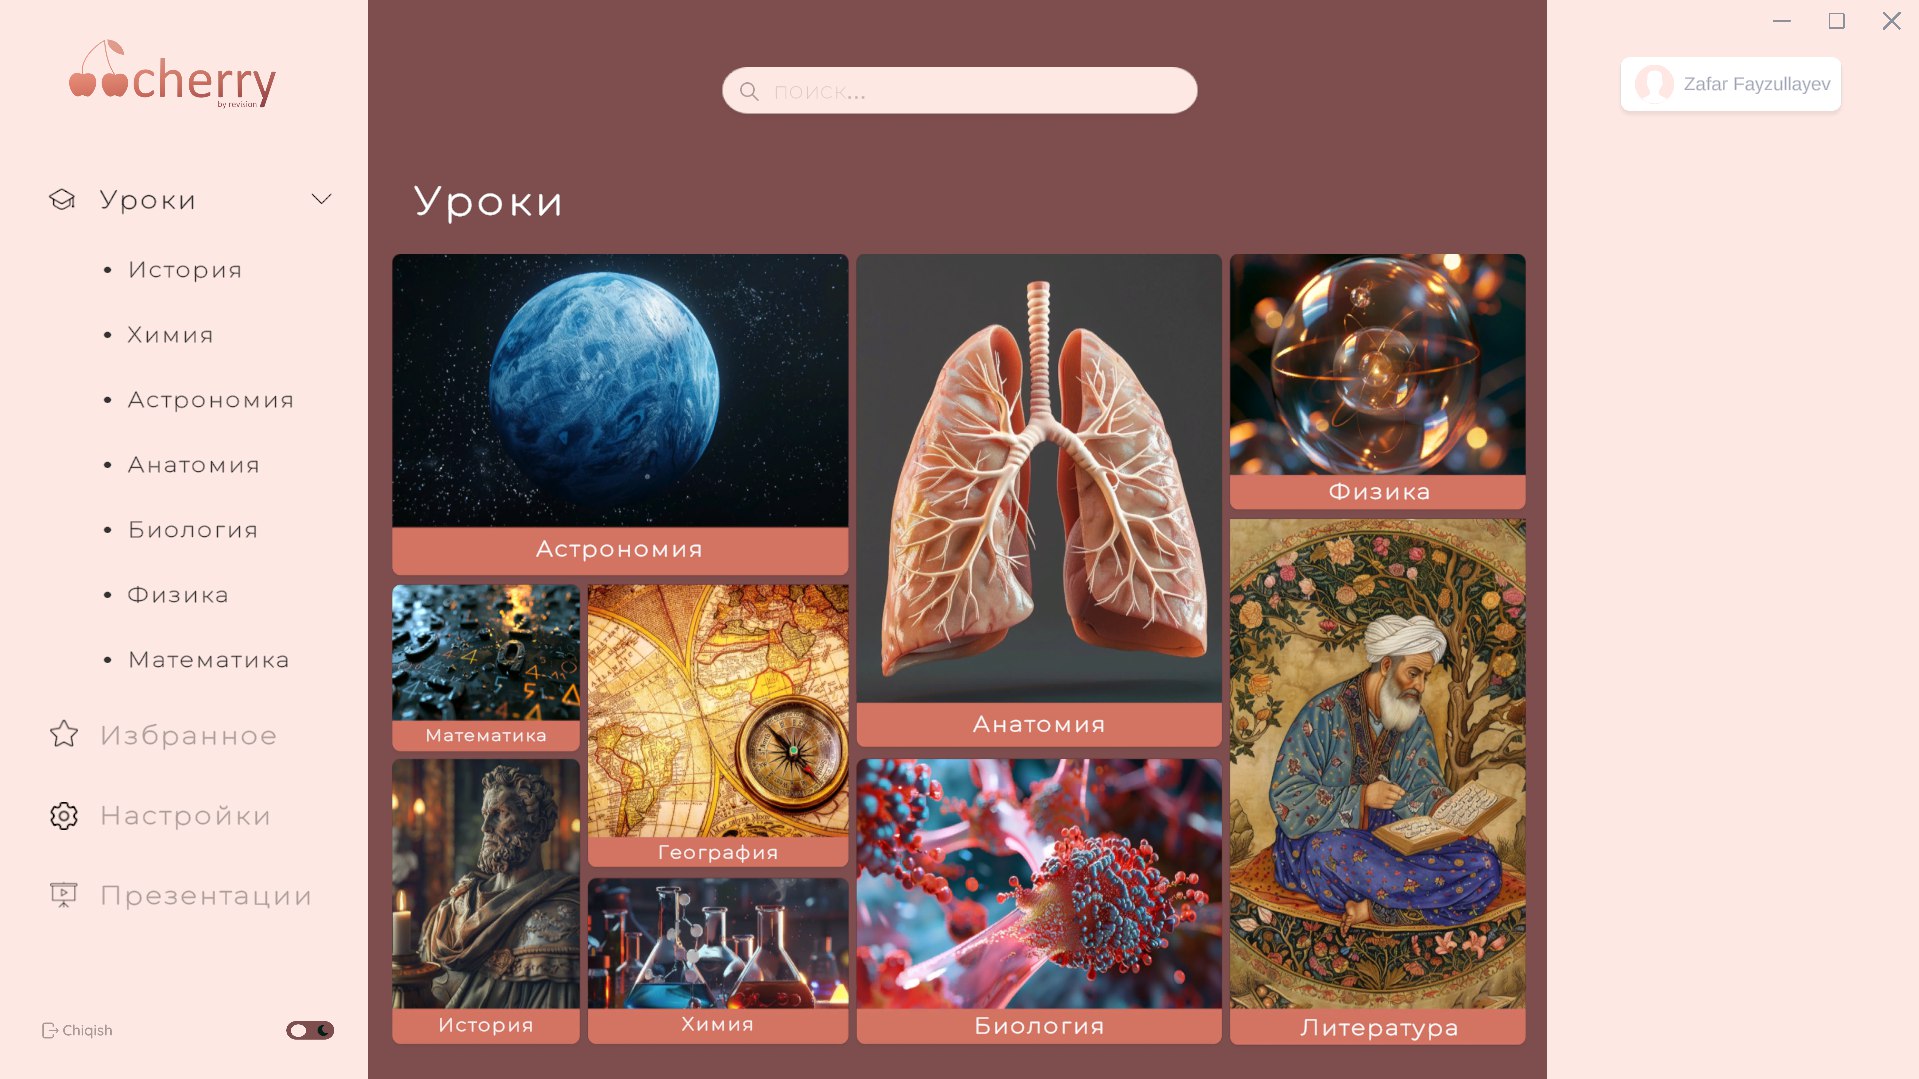 cherry
by revision
Уроки
История
Химия
Астрономия
Анатомия
Биология
Физика
Математика
Избранное
Настройки
Презентации
Chiqish
поиск...
Уроки
Астрономия
Математика
История
География
Химия
Анатомия
Биология
Физика
Литература
Zafar Fayzullayev